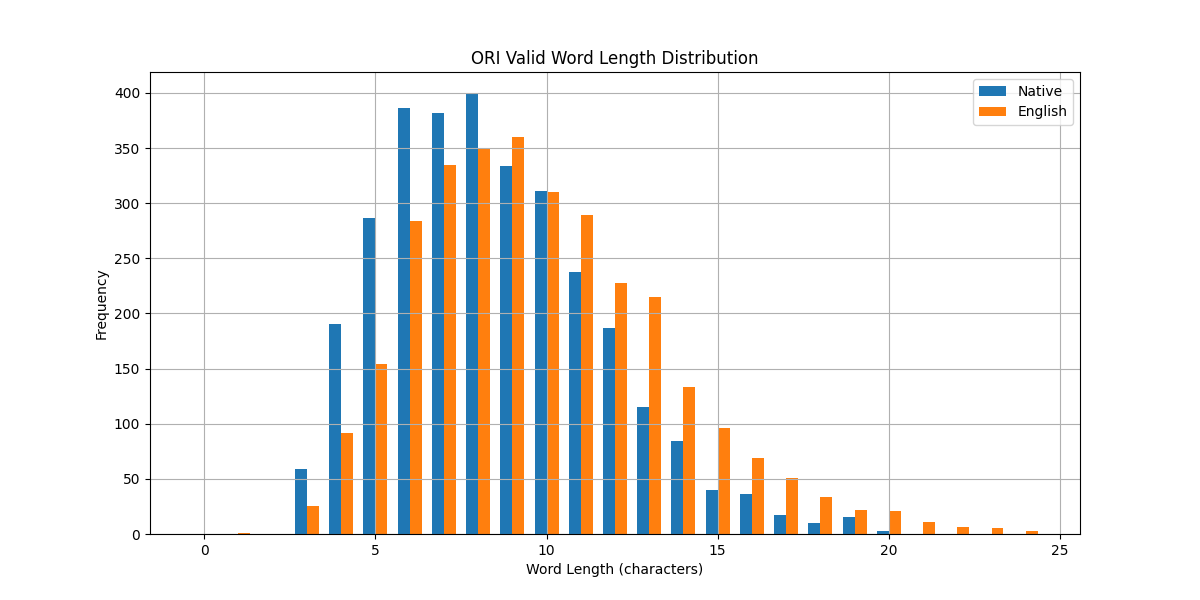 ORI Valid Word Length Distribution
Native
English
Frequency
400
350
300
250
200
150
100
50
0
0 5 10 15 20 25
Word Length (characters)